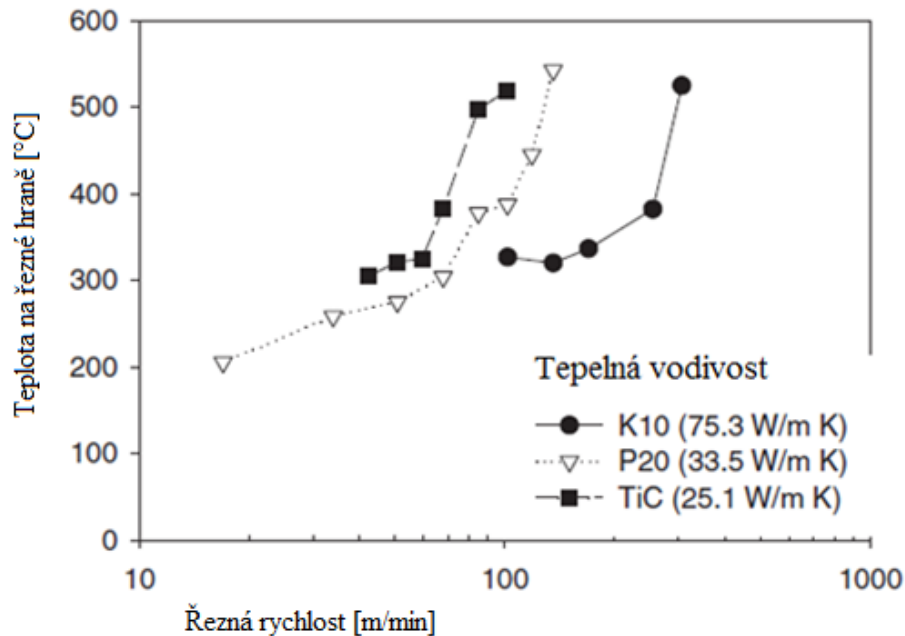 600
500
400
300
200
100
0
Teplota na řezné hraně [°C]
Tepelná vodivost
K10 (75.3 W/m K)
P20 (33.5 W/m K)
TiC (25.1 W/m K)
10 100 1000
Řezná rychlost [m/min]